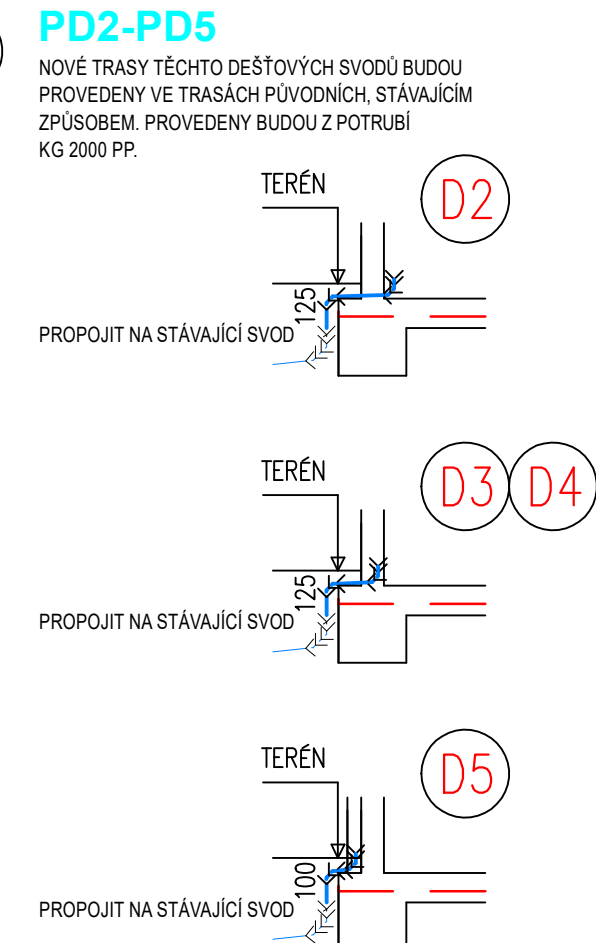 PD2-PD5
NOVÉ TRASY TĚCHTO DEŠŤOVÝCH SVODŮ BUDOU
PROVEDENY VE TRASÁCH PŮVODNÍCH, STÁVAJÍCÍM
ZPŮSOBEM. PROVEDENY BUDOU Z POTRUBÍ
KG 2000 PP.
TERÉN
D2
125
PROPOJIT NA STÁVAJÍCÍ SVOD
TERÉN
D3 D4
125
PROPOJIT NA STÁVAJÍCÍ SVOD
TERÉN
D5
100
PROPOJIT NA STÁVAJÍCÍ SVOD